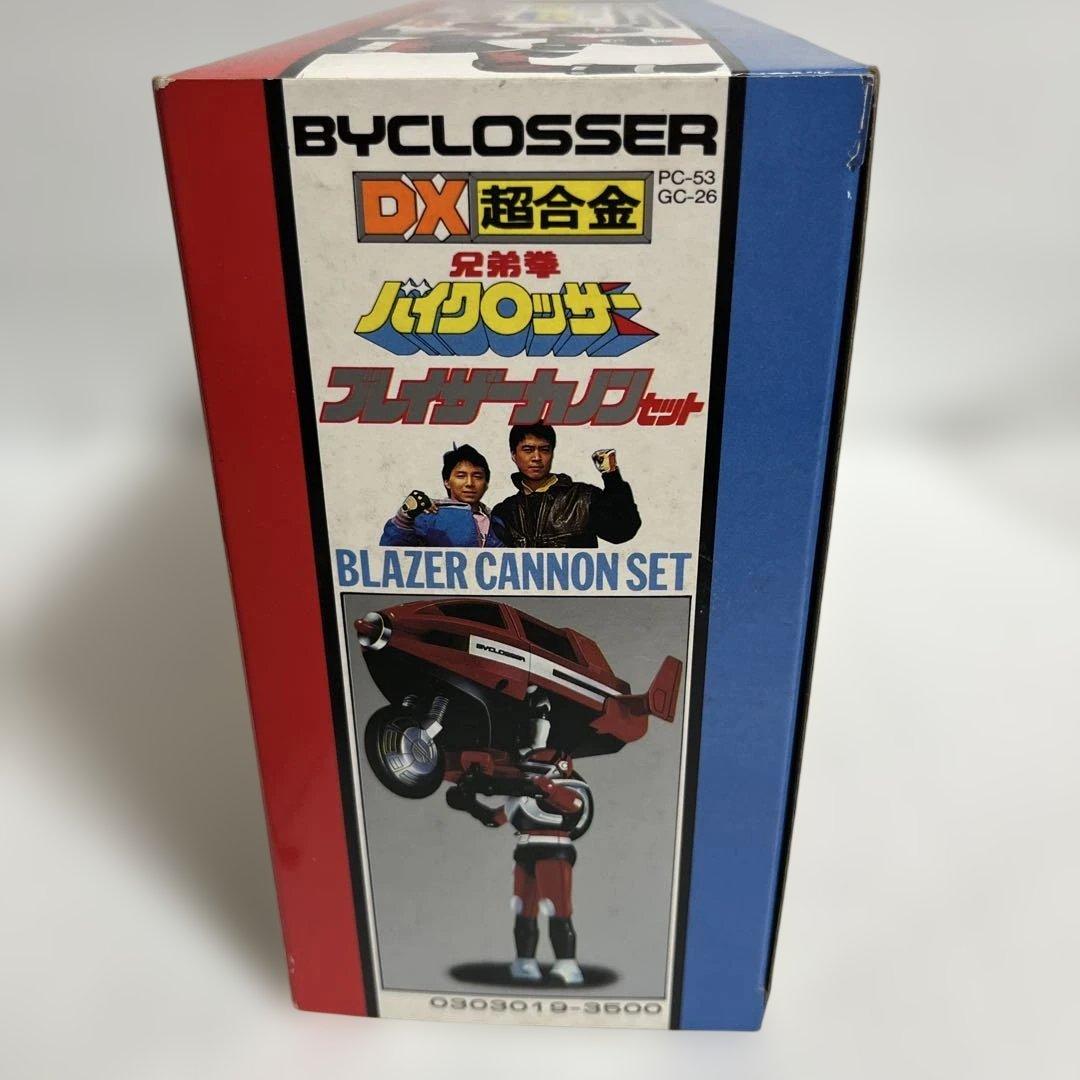 BYCLOSSER
DX 超合金
PC-53
GC-26
兄弟拳
バイクロッサー
ブレイザーカノンセット
BLAZER CANNON SET
BYCLOSSER
0303019-3500